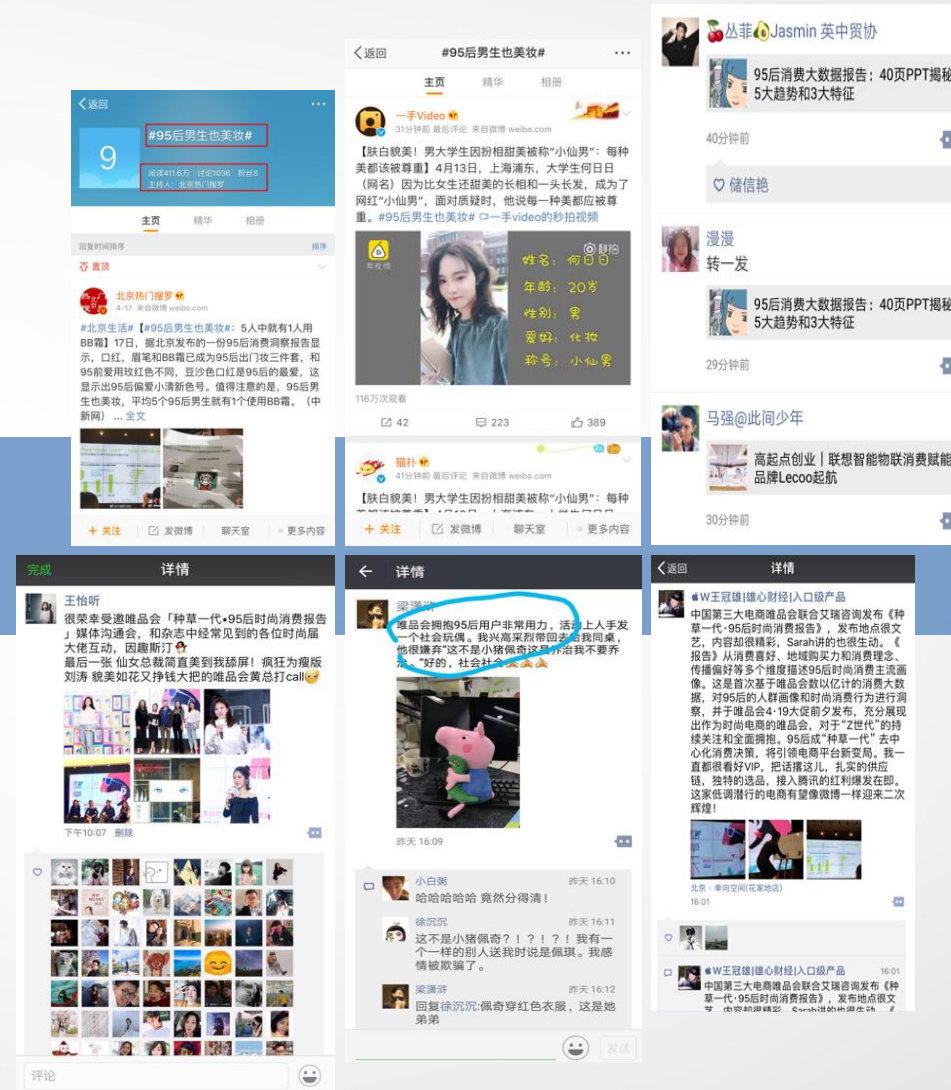 返回
#95后男生也美妆#
9
阅读411.6万 讨论1036 粉丝8
主持人：北京热门搜罗
主页 精华 相册
回复时间排序
排序
置顶
北京热门搜罗
4-17 来自微博 weibo.com
#北京生活#【#95后男生也美妆#：5人中就有1人用
BB霜】17日，据北京发布的一份95后消费洞察报告显
示，口红，眉笔和BB霜已成为95后出门妆三件套，和
95前爱用玫红色不同，豆沙色口红是95后的最爱，这
显示出95后偏爱小清新色号。值得注意的是，95后男
生也美妆，平均5个95后男生就有1个使用BB霜。（中
新网） ... 全文
+ 关注 发微博 聊天室 更多内容
返回
#95后男生也美妆#
主页 精华 相册
一手Video
31分钟前 最后评论 来自微博 weibo.com
【肤白貌美！男大学生因扮相甜美被称“小仙男”：每种
美都该被尊重】4月13日，上海浦东，大学生何日日
（网名）因为比女生还甜美的长相和一头长发，成为了
网红“小仙男”，面对质疑时，他说每一种美都应被尊
重。#95后男生也美妆# 一手video的秒拍视频
秒拍
姓名：何日日
年龄：20岁
性别：男
爱好：化妆
称号：小仙男
116万次观看
42 223 389
猫扑
41分钟前 最后评论 来自微博 weibo.com
【肤白貌美！男大学生因扮相甜美被称“小仙男”：每种
+ 关注 发微博 聊天室 更多内容
丛菲Jasmin 英中贸协
95后消费大数据报告：40页PPT揭秘
5大趋势和3大特征
40分钟前
储信艳
漫漫
转一发
95后消费大数据报告：40页PPT揭秘
5大趋势和3大特征
29分钟前
马强@此间少年
高起点创业｜联想智能物联消费赋能
品牌Lecoo起航
30分钟前
完成
详情
王怡听
很荣幸受邀唯品会「种草一代•95后时尚消费报告
」媒体沟通会，和杂志中经常见到的各位时尚届
大佬互动，因鹿斯汀
最后一张 仙女总裁简直美到我舔屏！疯狂为瘦版
刘涛 貌美如花又挣钱大把的唯品会黄总打call
下午10:07 删除
评论
详情
梁潇浒
唯品会拥抱95后用户非常用力，活动上人手发
一个社会玩偶。我兴高采烈带回去给我同桌，
他很嫌弃“这不是小猪佩奇这是乔治我不要乔
治。”好的，社会社会
昨天 16:09
小白粥
昨天 16:10
哈哈哈哈哈 竟然分得清！
徐沉沉
昨天 16:11
这不是小猪佩奇？！？！？！我有一
个一样的别人送我时说是佩琪。我感
情被欺骗了。
梁潇浒
昨天 16:12
回复徐沉沉:佩奇穿红色衣服，这是她
弟弟
发送
返回
详情
W王冠雄|雄心财经|入口级产品
中国第三大电商唯品会联合艾瑞咨询发布《种
草一代·95后时尚消费报告》，发布地点很文
艺，内容却很精彩，Sarah讲的也很生动。《
报告》从消费喜好、地域购买力和消费理念、
传播偏好等多个维度描述95后时尚消费主流画
像。这是首次基于唯品会数以亿计的消费大数
据，对95后的人群画像和时尚消费行为进行洞
察，并于唯品会4·19大促前夕发布，充分展现
出作为时尚电商的唯品会，对于“Z世代”的持
续关注和全面拥抱。95后成“种草一代” 去中
心化消费决策，将引领电商平台新变局。我一
直都很看好VIP，把话撂这儿，扎实的供应
链，独特的选品，接入腾讯的红利爆发在即。
这家低调潜行的电商有望像微博一样迎来二次
辉煌！
北京 · 单向空间(花家地店)
16:01
W王冠雄|雄心财经|入口级产品
16:01
中国第三大电商唯品会联合艾瑞咨询发布《种
草一代·95后时尚消费报告》，发布地点很文